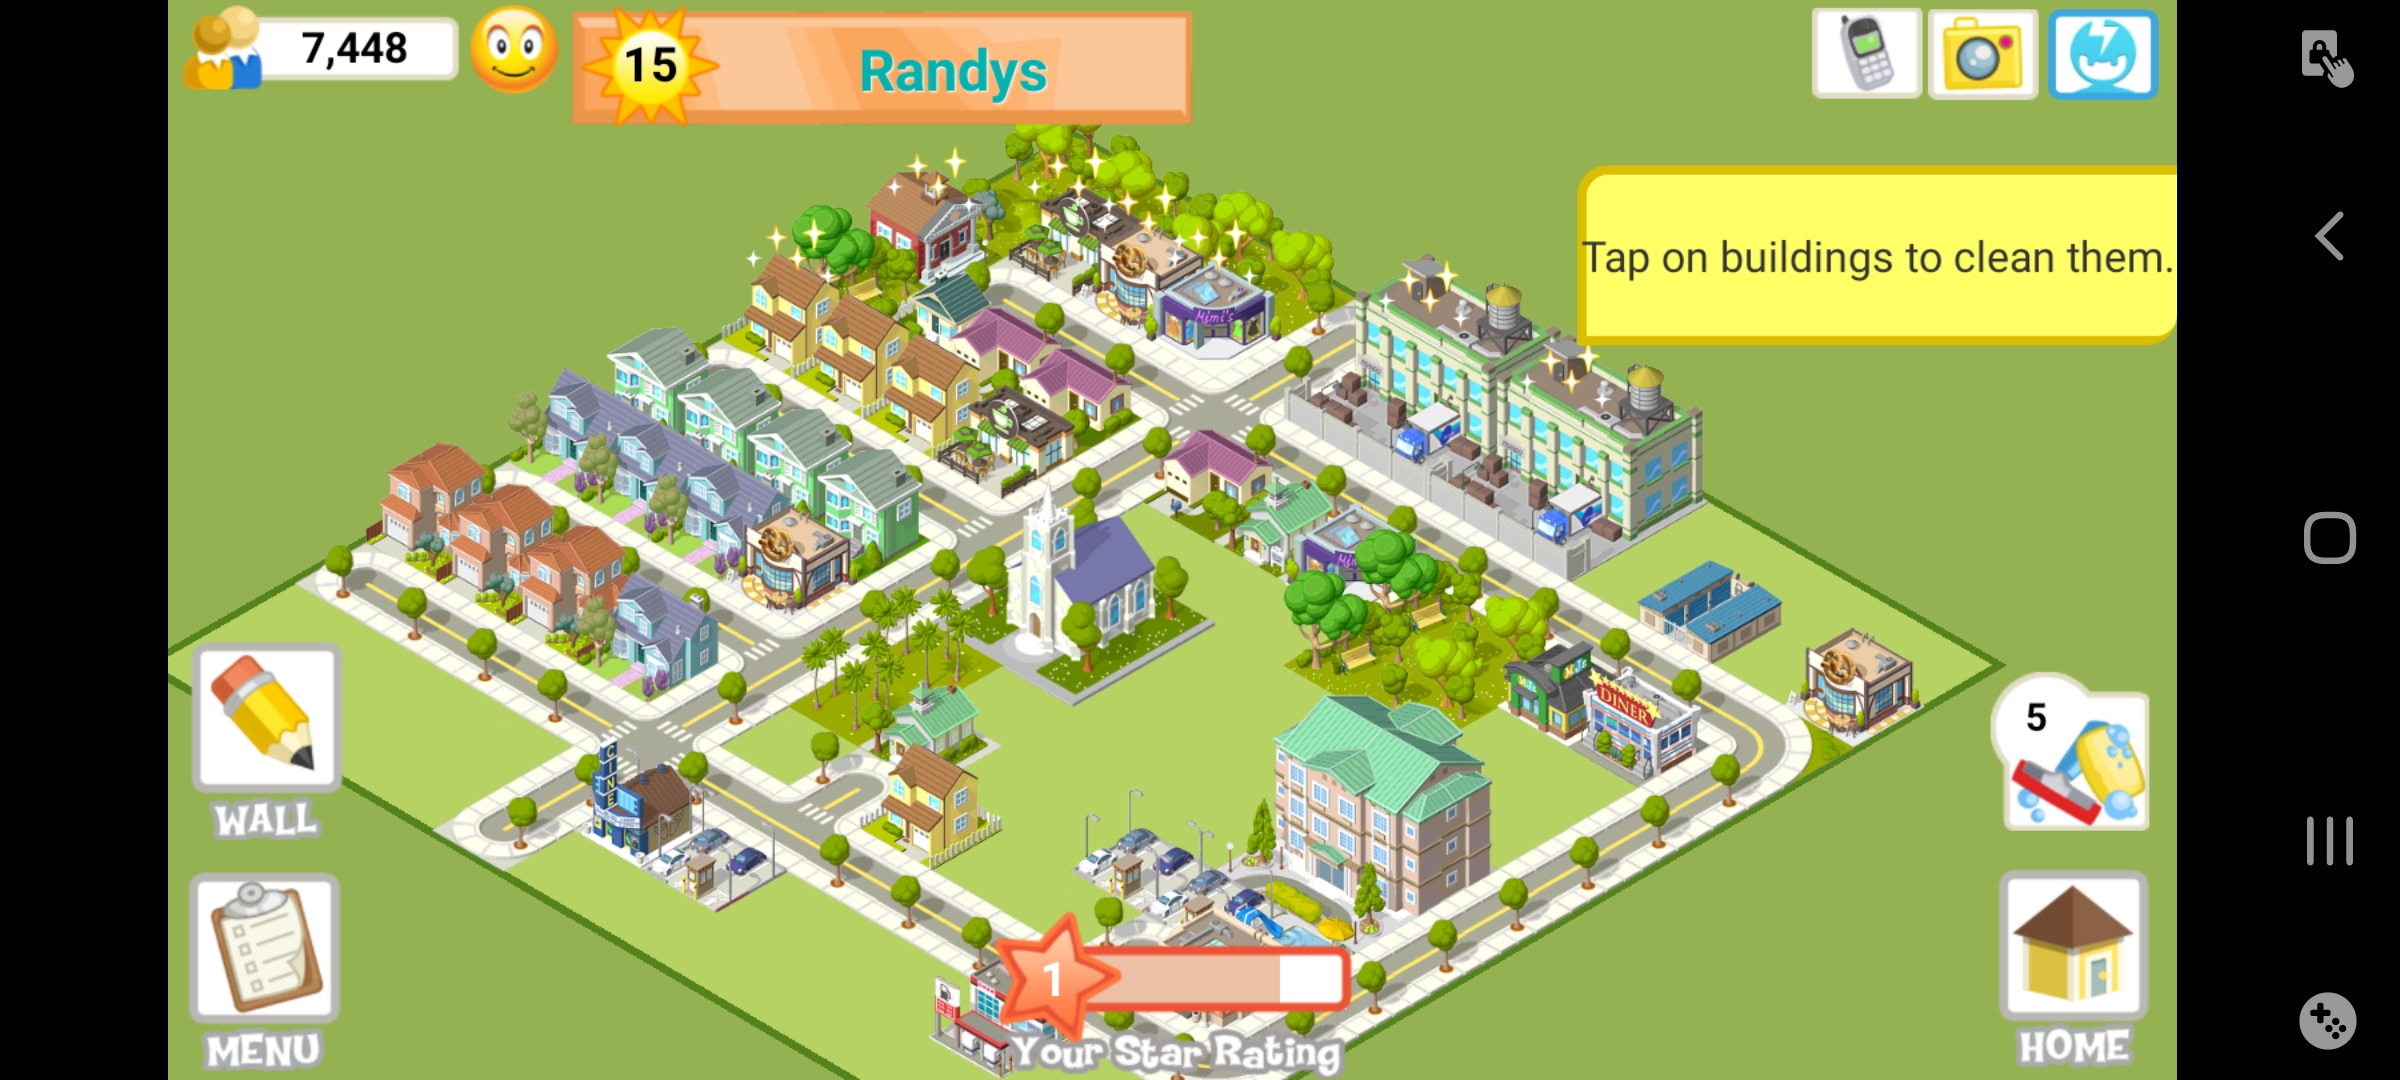 7,448
15
Randys
Tap on buildings to clean them.
Mimi's
CINE
DINER
5
WALL
MENU
1
Your Star Rating
HOME